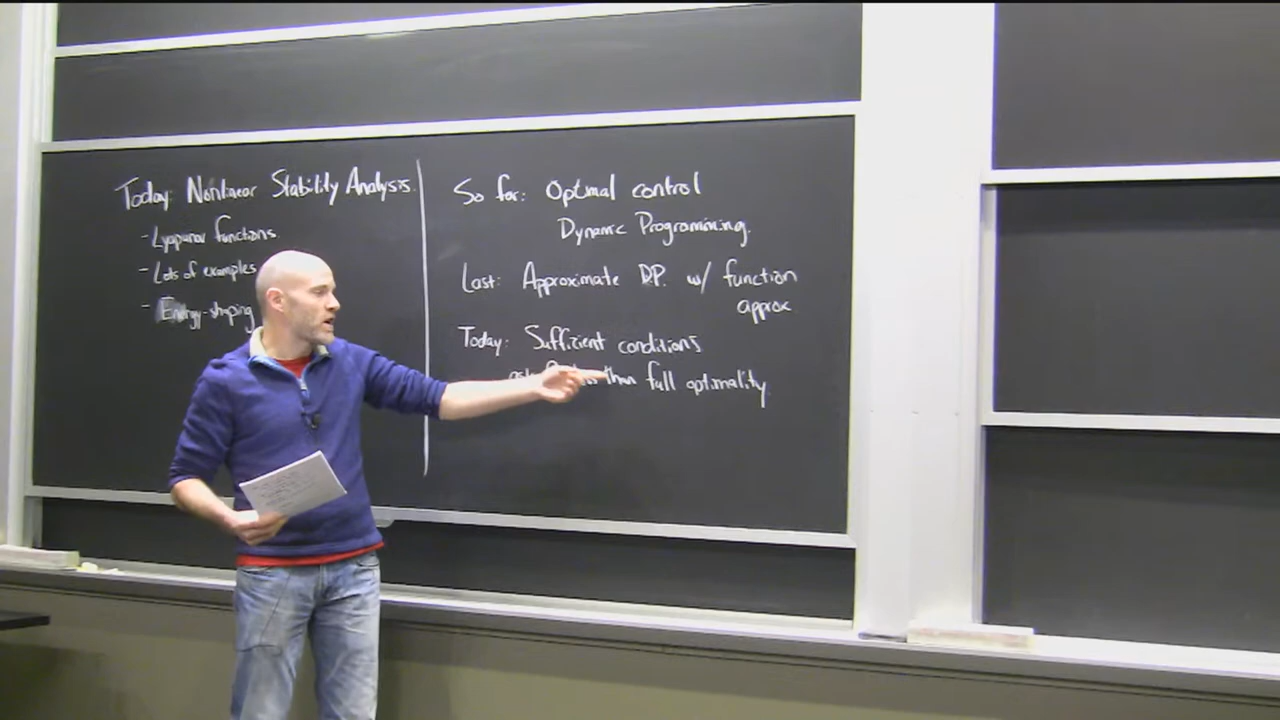 Today: Nonlinear Stability Analysis.
- Lyapunov functions.
- Lots of examples
- Energy-shaping
So far: Optimal control
Dynamic Programming.
Last: Approximate D.P. w/ function
approx
Today: Sufficient conditions
than full optimality.